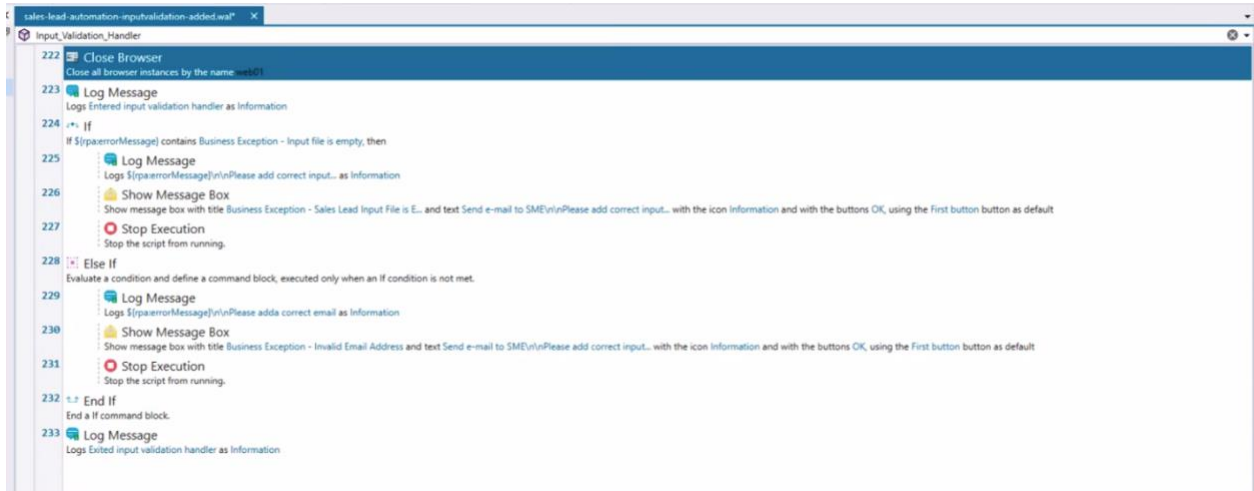 sales-lead-automation-inputvalidation-added.wal* X
Input_Validation_Handler
222 Close Browser
Close all browser instances by the name web01
223 Log Message
Logs Entered input validation handler as Information
224 If
If ${rpa:errorMessage} contains Business Exception - Input file is empty, then
225 Log Message
Logs ${rpa:errorMessage}\n\nPlease add correct input... as Information
226 Show Message Box
Show message box with title Business Exception - Sales Lead Input File is E... and text Send e-mail to SME\n\nPlease add correct input... with the icon Information and with the buttons OK, using the First button button as default
227 Stop Execution
Stop the script from running.
228 Else If
Evaluate a condition and define a command block, executed only when an If condition is not met.
229 Log Message
Logs ${rpa:errorMessage}\n\nPlease adda correct email as Information
230 Show Message Box
Show message box with title Business Exception - Invalid Email Address and text Send e-mail to SME\n\nPlease add correct input... with the icon Information and with the buttons OK, using the First button button as default
231 Stop Execution
Stop the script from running.
232 End If
End a If command block.
233 Log Message
Logs Exited input validation handler as Information